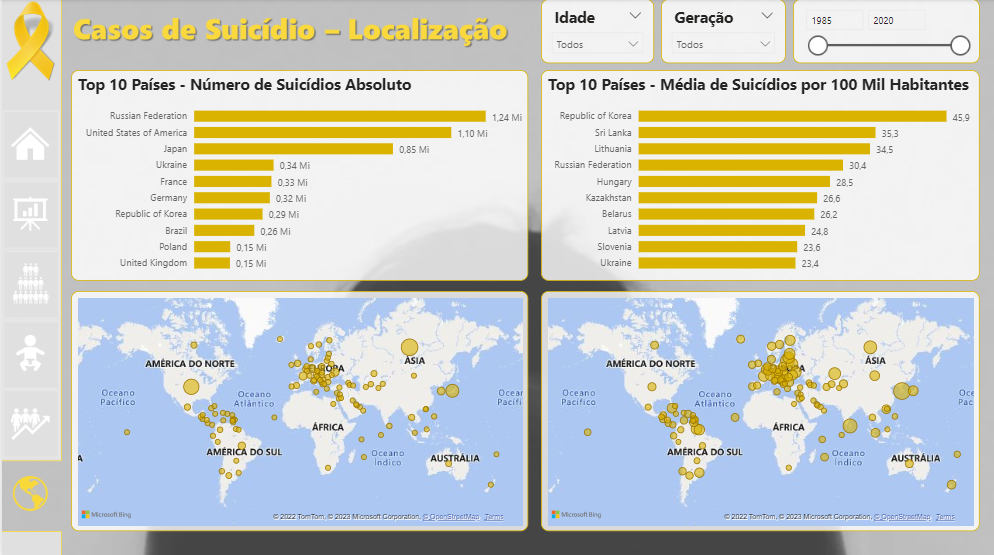 Casos de Suicídio – Localização
Idade
Todos
Geração
Todos
1985 2020
Top 10 Países - Número de Suicídios Absoluto
Russian Federation 1,24 Mi
United States of America 1,10 Mi
Japan 0,85 Mi
Ukraine 0,34 Mi
France 0,33 Mi
Germany 0,32 Mi
Republic of Korea 0,29 Mi
Brazil 0,26 Mi
Poland 0,15 Mi
United Kingdom 0,15 Mi
Top 10 Países - Média de Suicídios por 100 Mil Habitantes
Republic of Korea 45,9
Sri Lanka 35,3
Lithuania 34,5
Russian Federation 30,4
Hungary 28,5
Kazakhstan 26,6
Belarus 26,2
Latvia 24,8
Slovenia 23,6
Ukraine 23,4
AMÉRICA DO NORTE
ÁSIA
Oceano
Pacífico
Oceano
Atlântico
ÁFRICA
AMÉRICA DO SUL
Oceano
Índico
AUSTRÁLIA
Microsoft Bing
© 2022 TomTom, © 2023 Microsoft Corporation, © OpenStreetMap Terms
AMÉRICA DO NORTE
ÁSIA
Oceano
Pacífico
Oceano
Atlântico
ÁFRICA
AMÉRICA DO SUL
Oceano
Índico
AUSTRÁLIA
Microsoft Bing
© 2022 TomTom, © 2023 Microsoft Corporation, © OpenStreetMap Terms